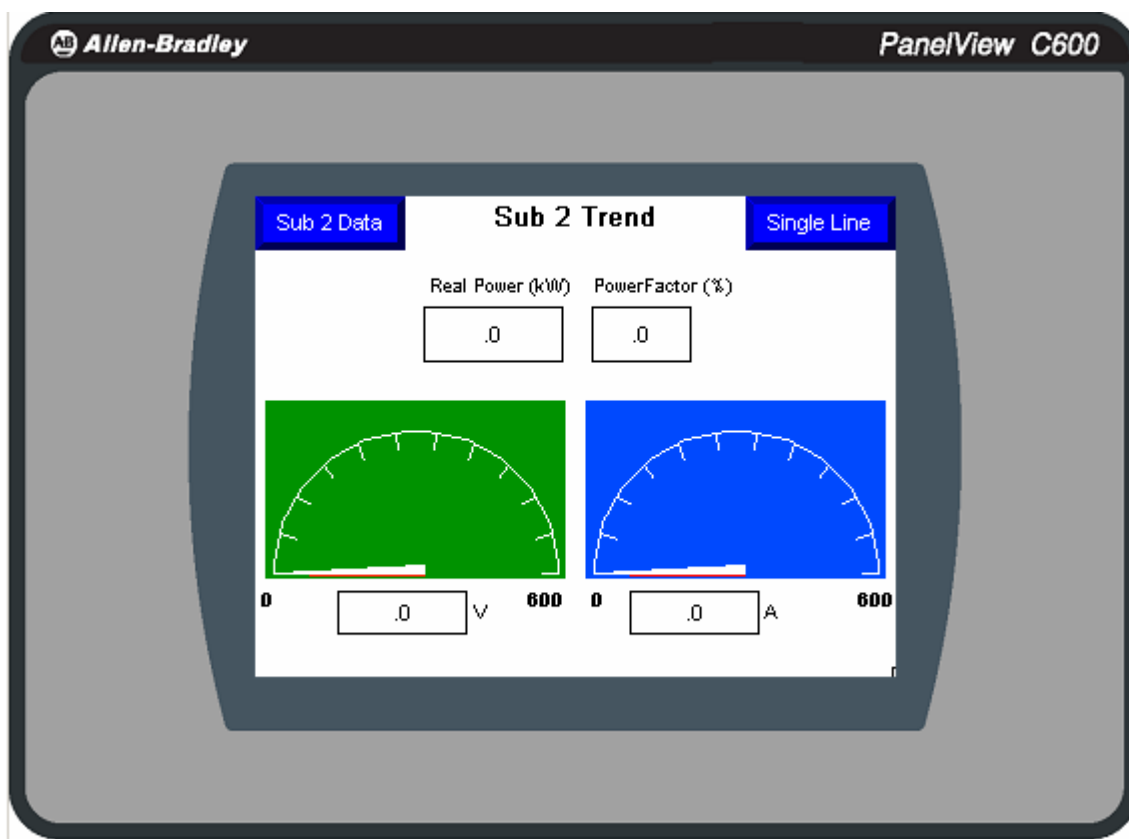 AB Allen-Bradley
PanelView C600
Sub 2 Data
Sub 2 Trend
Single Line
Real Power (kW)
PowerFactor (%)
.0
.0
0
.0
V
600
0
.0
A
600